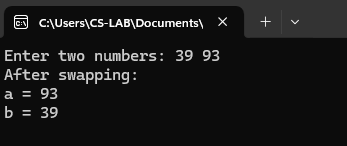 C:\Users\CS-LAB\Documents\
Enter two numbers: 39 93
After swapping:
a = 93
b = 39